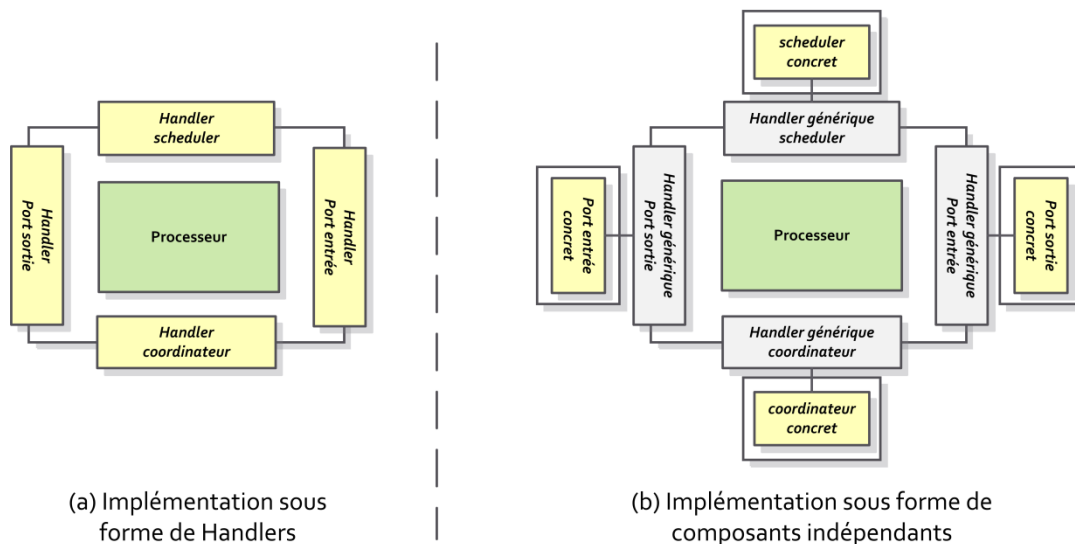 Handler
scheduler
Handler
Port sortie
Processeur
Handler
Port entrée
Handler
coordinateur
(a) Implémentation sous
forme de Handlers
scheduler
concret
Handler générique
scheduler
Port entrée
concret
Handler générique
Port sortie
Processeur
Handler générique
Port entrée
Port sortie
concret
Handler générique
coordinateur
coordinateur
concret
(b) Implémentation sous forme de
composants indépendants